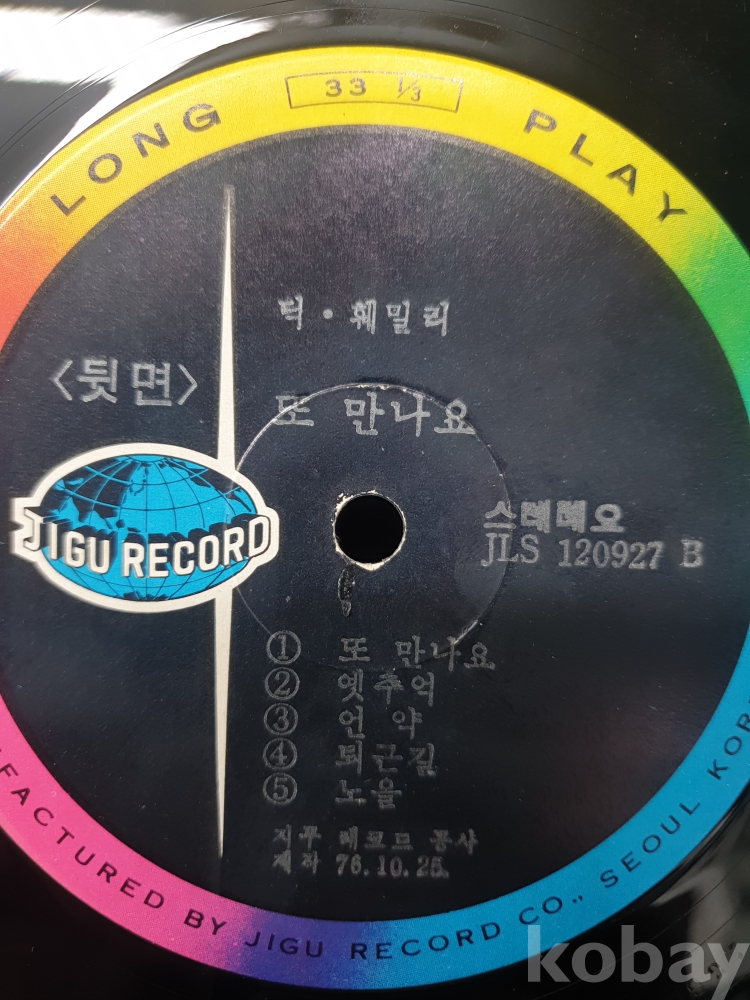 LONG 33 ⅓ PLAY
턱·훼밀리
<뒷면>
또 만나요
JIGU RECORD
스테레오
JLS 120927 B
① 또 만나요
② 옛추억
③ 언약
④ 퇴근길
⑤ 노을
지구 레코드 공사
제작 76.10.25.
FACTURED BY JIGU RECORD CO., SEOUL KOR
kobay